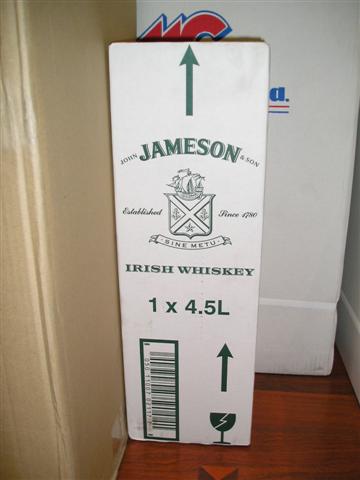 JOHN JAMESON & SON
Established Since 1780
SINE METU
IRISH WHISKEY
1 x 4.5L